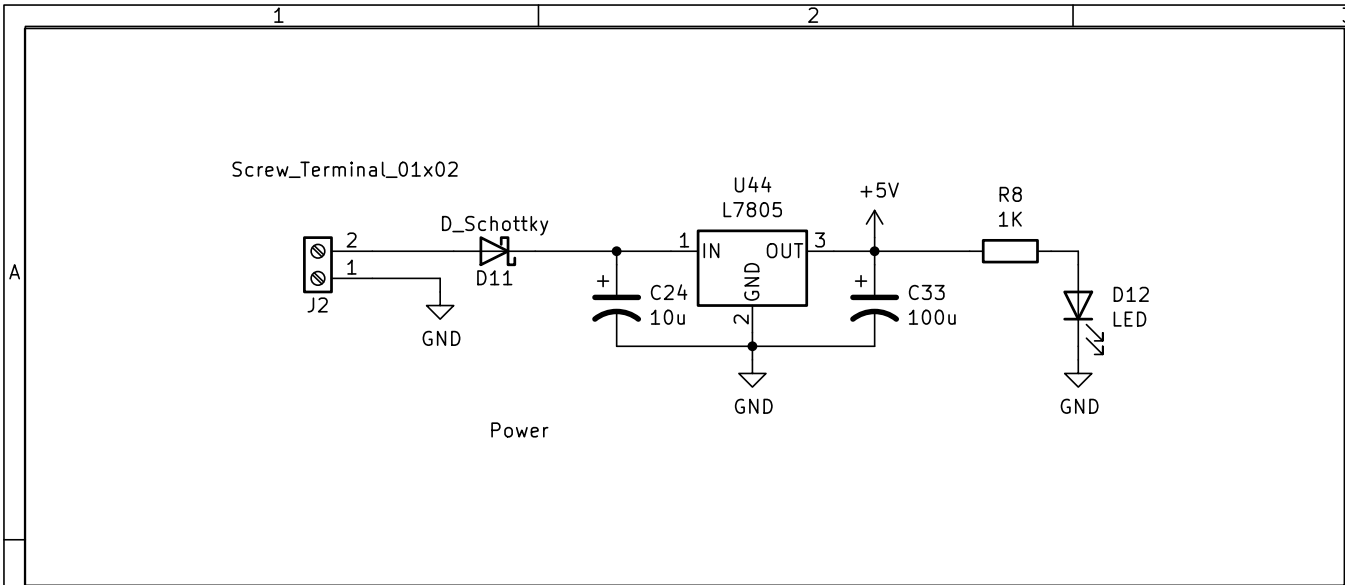 1
2
3
A
Screw_Terminal_01x02
2
1
J2
GND
D_Schottky
D11
+
C24
10u
U44
L7805
1
IN
OUT
3
GND
2
GND
+5V
+
C33
100u
R8
1K
D12
LED
GND
Power